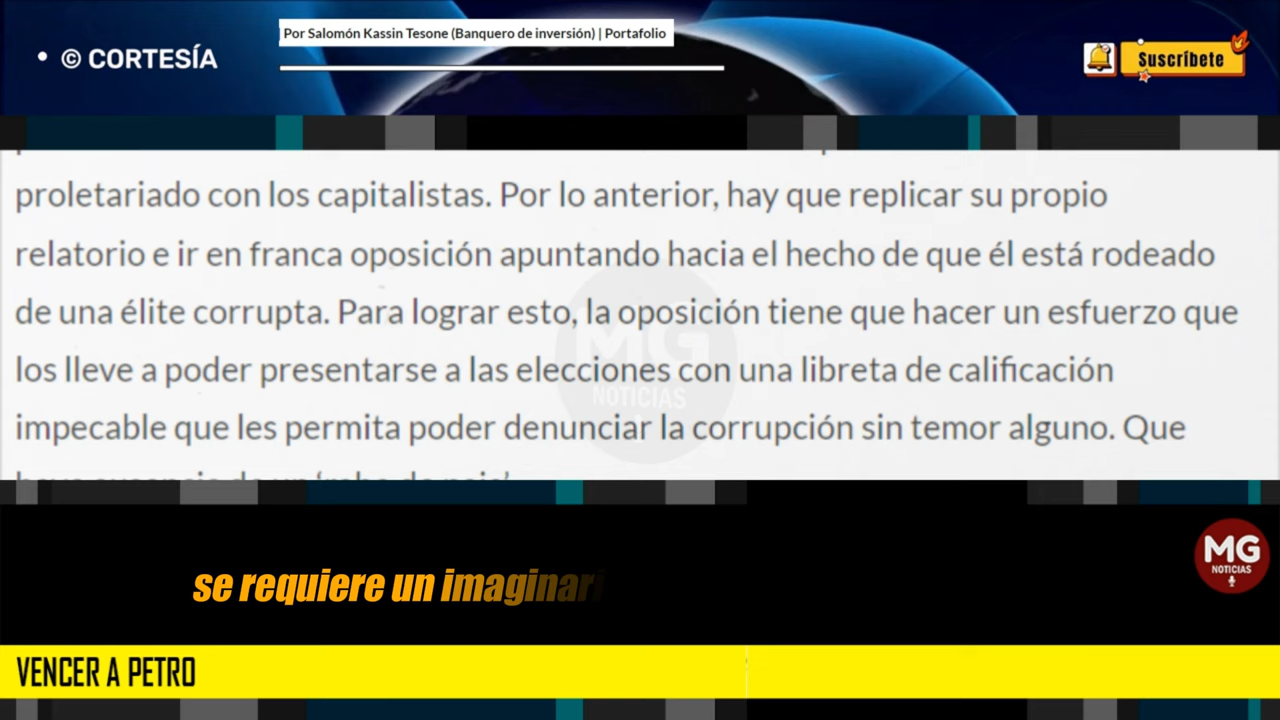 • © CORTESÍA
Por Salomón Kassin Tesone (Banquero de inversión) | Portafolio
Suscríbete
proletariado con los capitalistas. Por lo anterior, hay que replicar su propio
relatorio e ir en franca oposición apuntando hacia el hecho de que él está rodeado
de una élite corrupta. Para lograr esto, la oposición tiene que hacer un esfuerzo que
los lleve a poder presentarse a las elecciones con una libreta de calificación
impecable que les permita poder denunciar la corrupción sin temor alguno. Que
MG
NOTICIAS
se requiere un imaginari
MG
NOTICIAS
VENCER A PETRO